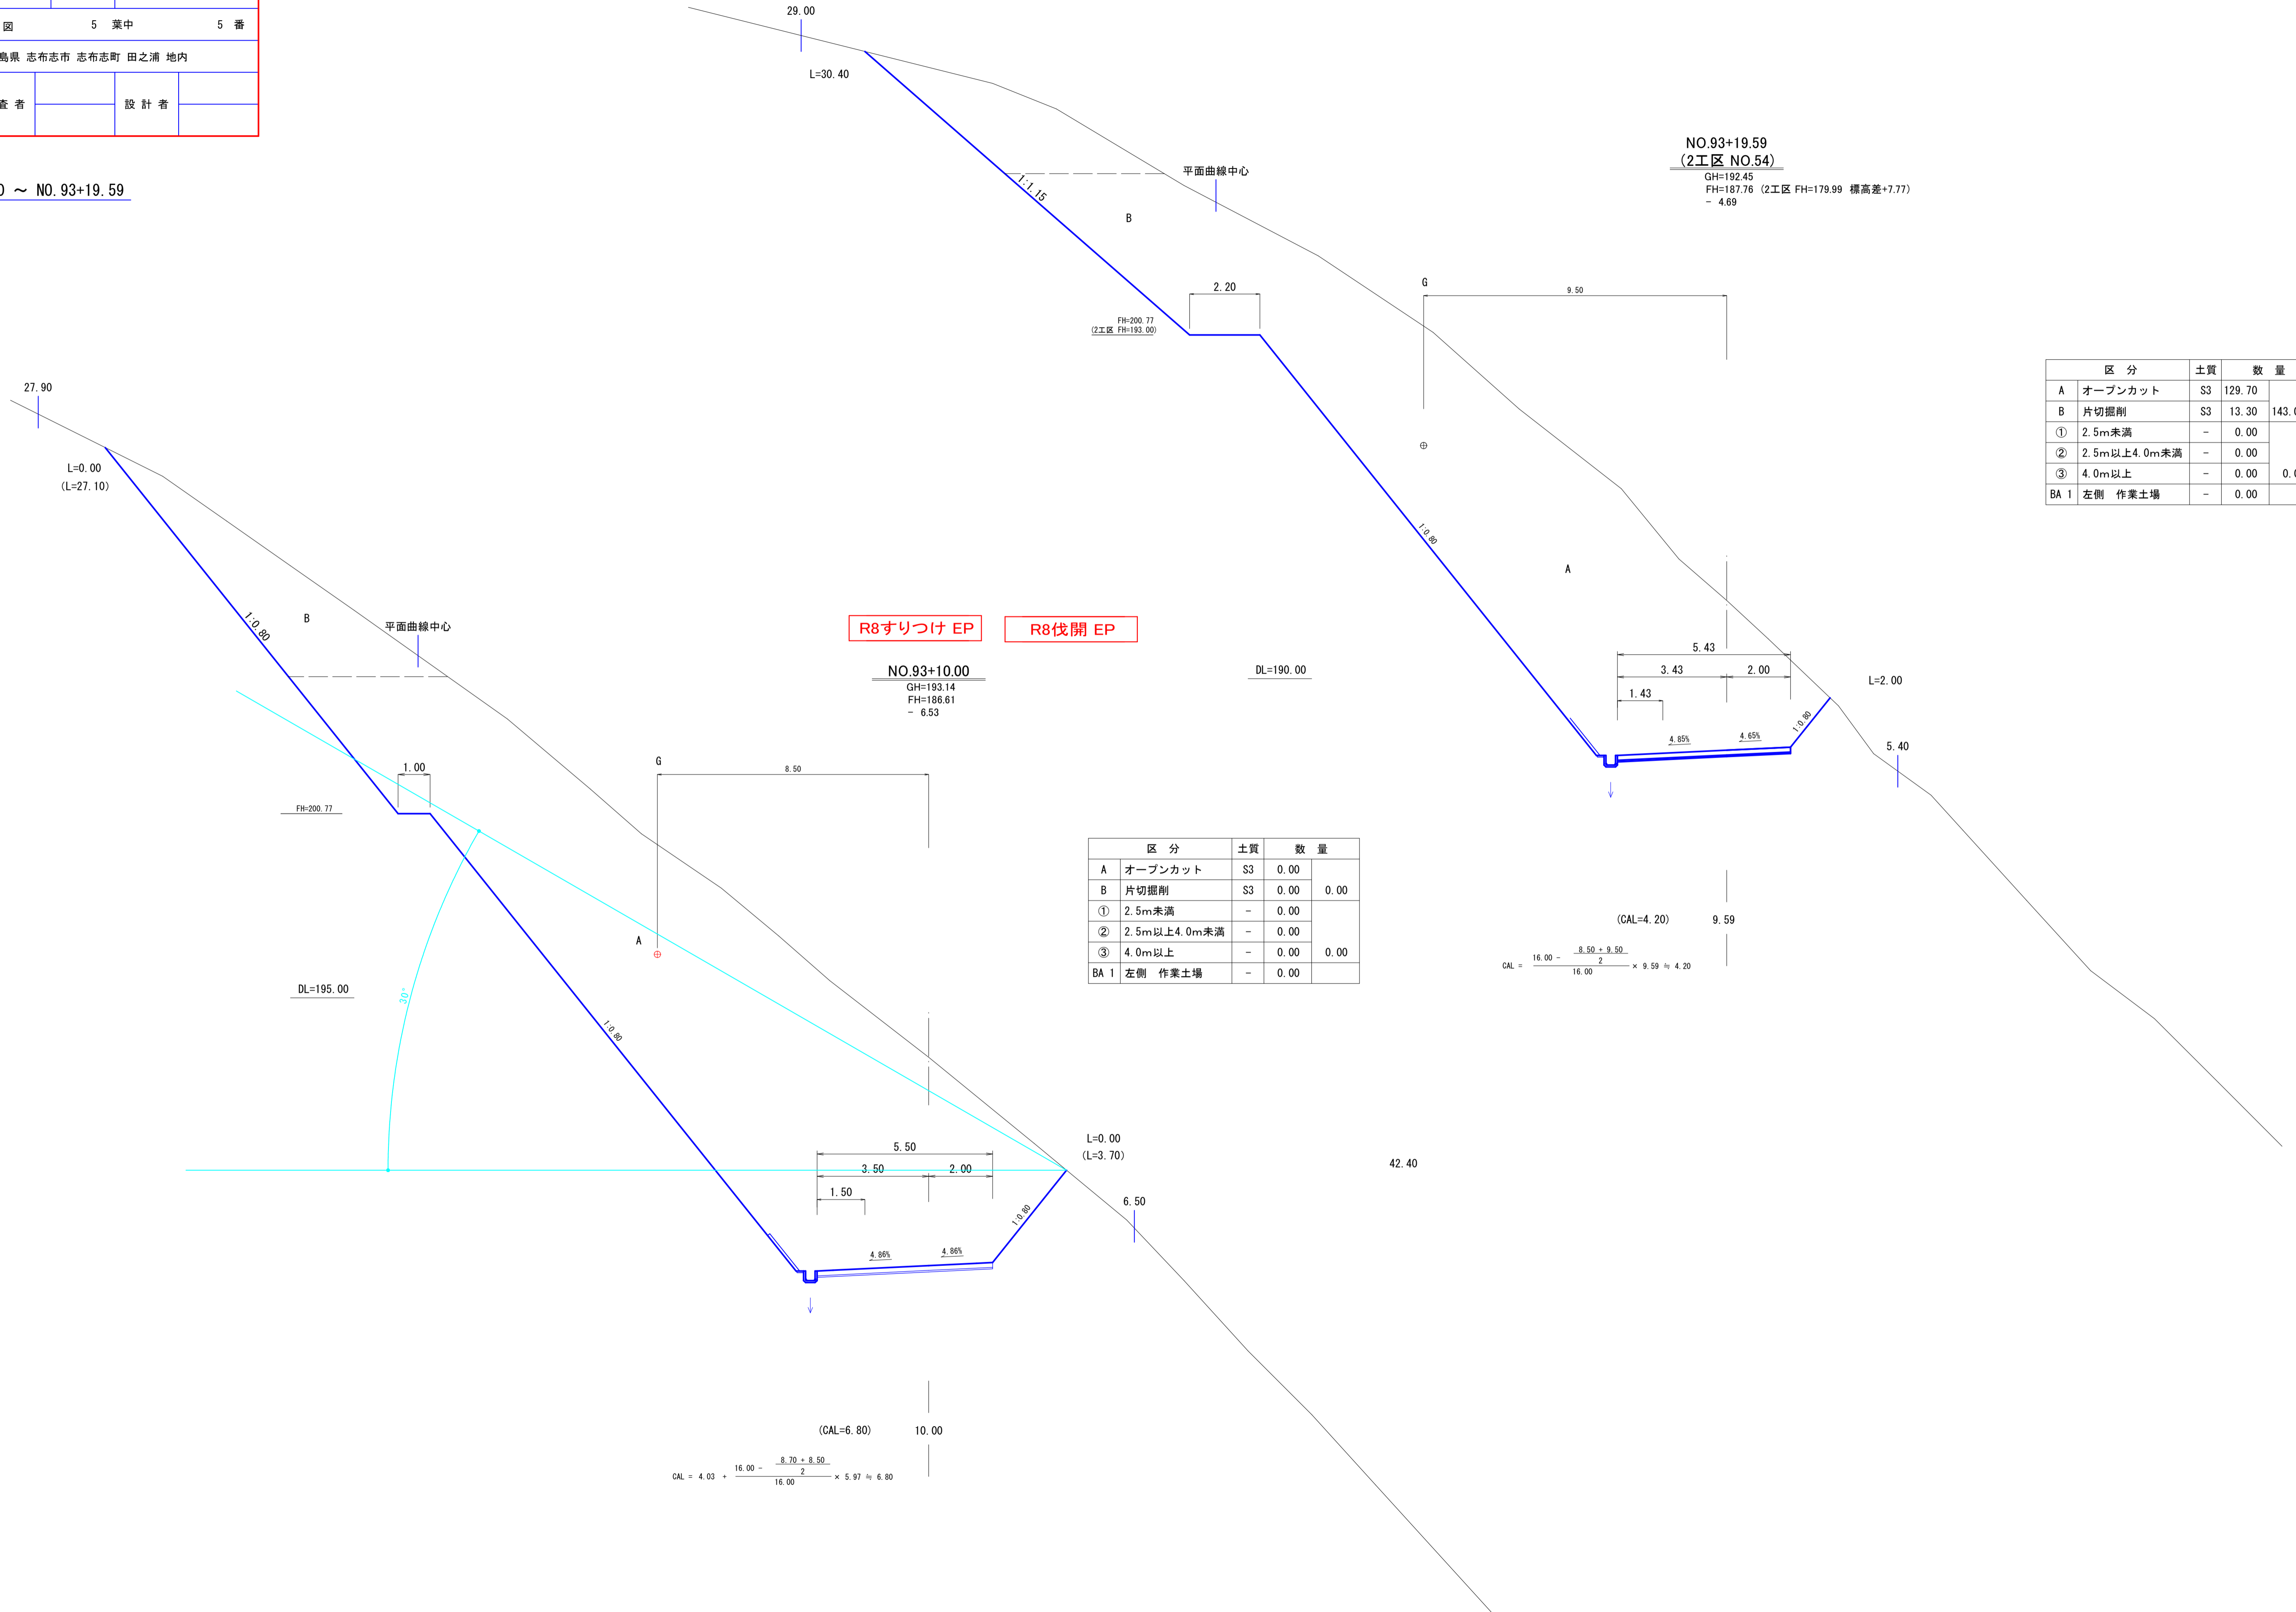 図 5 葉中 5 番
島県 志布志市 志布志町 田之浦 地内
査 者 設 計 者
0 ～ NO. 93+19.59
29.00
L=30.40
1:1.15
B
平面曲線中心
NO.93+19.59
(2工区 NO.54)
GH=192.45
FH=187.76 (2工区 FH=179.99 標高差+7.77)
- 4.69
2.20
FH=200.77
(2工区 FH=193.00)
G
9.50
1:0.80
A
区 分 土質 数 量
A オープンカット S3 129.70
B 片切掘削 S3 13.30 143.0
① 2.5m未満 - 0.00
② 2.5m以上4.0m未満 - 0.00
③ 4.0m以上 - 0.00 0.0
BA 1 左側 作業土場 - 0.00
DL=190.00
5.43
3.43 2.00
1.43
4.85% 4.65%
1:0.80
L=2.00
5.40
(CAL=4.20) 9.59
CAL = 16.00 - 8.50 + 9.50 / 2 / 16.00 × 9.59 ≒ 4.20
27.90
L=0.00
(L=27.10)
1:0.80
B
平面曲線中心
R8すりつけ EP
R8伐開 EP
NO.93+10.00
GH=193.14
FH=186.61
- 6.53
1.00
FH=200.77
G
8.50
A
DL=195.00
30°
1:0.80
区 分 土質 数 量
A オープンカット S3 0.00
B 片切掘削 S3 0.00 0.00
① 2.5m未満 - 0.00
② 2.5m以上4.0m未満 - 0.00
③ 4.0m以上 - 0.00 0.00
BA 1 左側 作業土場 - 0.00
5.50
3.50 2.00
1.50
4.86% 4.86%
1:0.80
L=0.00
(L=3.70)
6.50
42.40
(CAL=6.80) 10.00
CAL = 4.03 + 16.00 - 8.70 + 8.50 / 2 / 16.00 × 5.97 ≒ 6.80